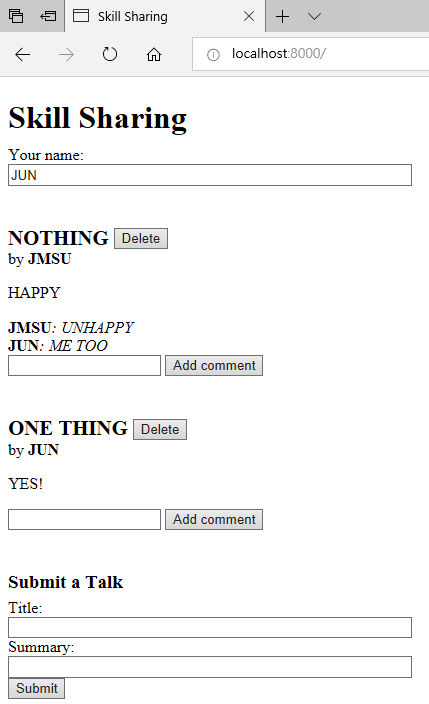 Skill Sharing
localhost:8000/
Skill Sharing
Your name:
JUN
NOTHING Delete
by JMSU
HAPPY
JMSU: UNHAPPY
JUN: ME TOO
Add comment
ONE THING Delete
by JUN
YES!
Add comment
Submit a Talk
Title:
Summary:
Submit